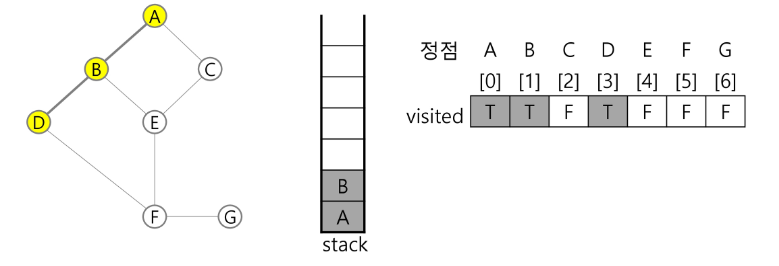 A
B
C
D
E
F
G
B
A
stack
정점 A B C D E F G
[0] [1] [2] [3] [4] [5] [6]
visited T T F T F F F